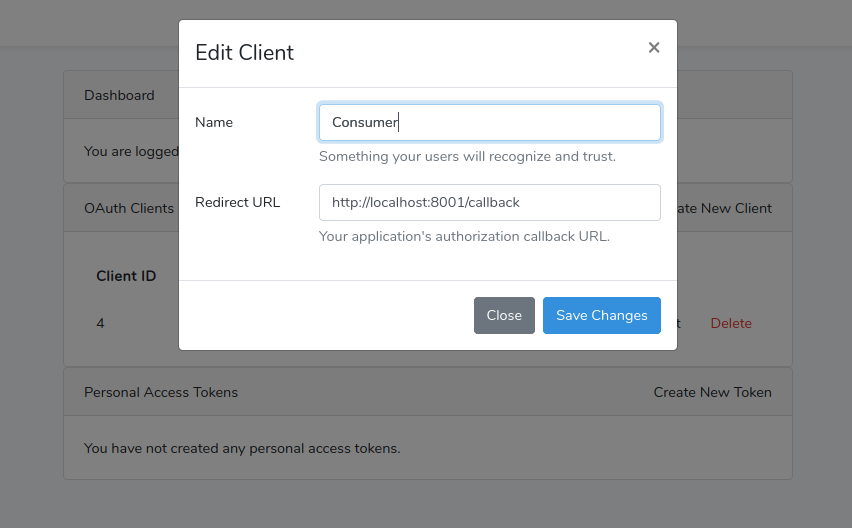 Edit Client
×
Dashboard
Name
Consumer
You are logged
Something your users will recognize and trust.
Redirect URL
http://localhost:8001/callback
OAuth Clients
ate New Client
Your application's authorization callback URL.
Client ID
Close
Save Changes
4
t
Delete
Personal Access Tokens
Create New Token
You have not created any personal access tokens.